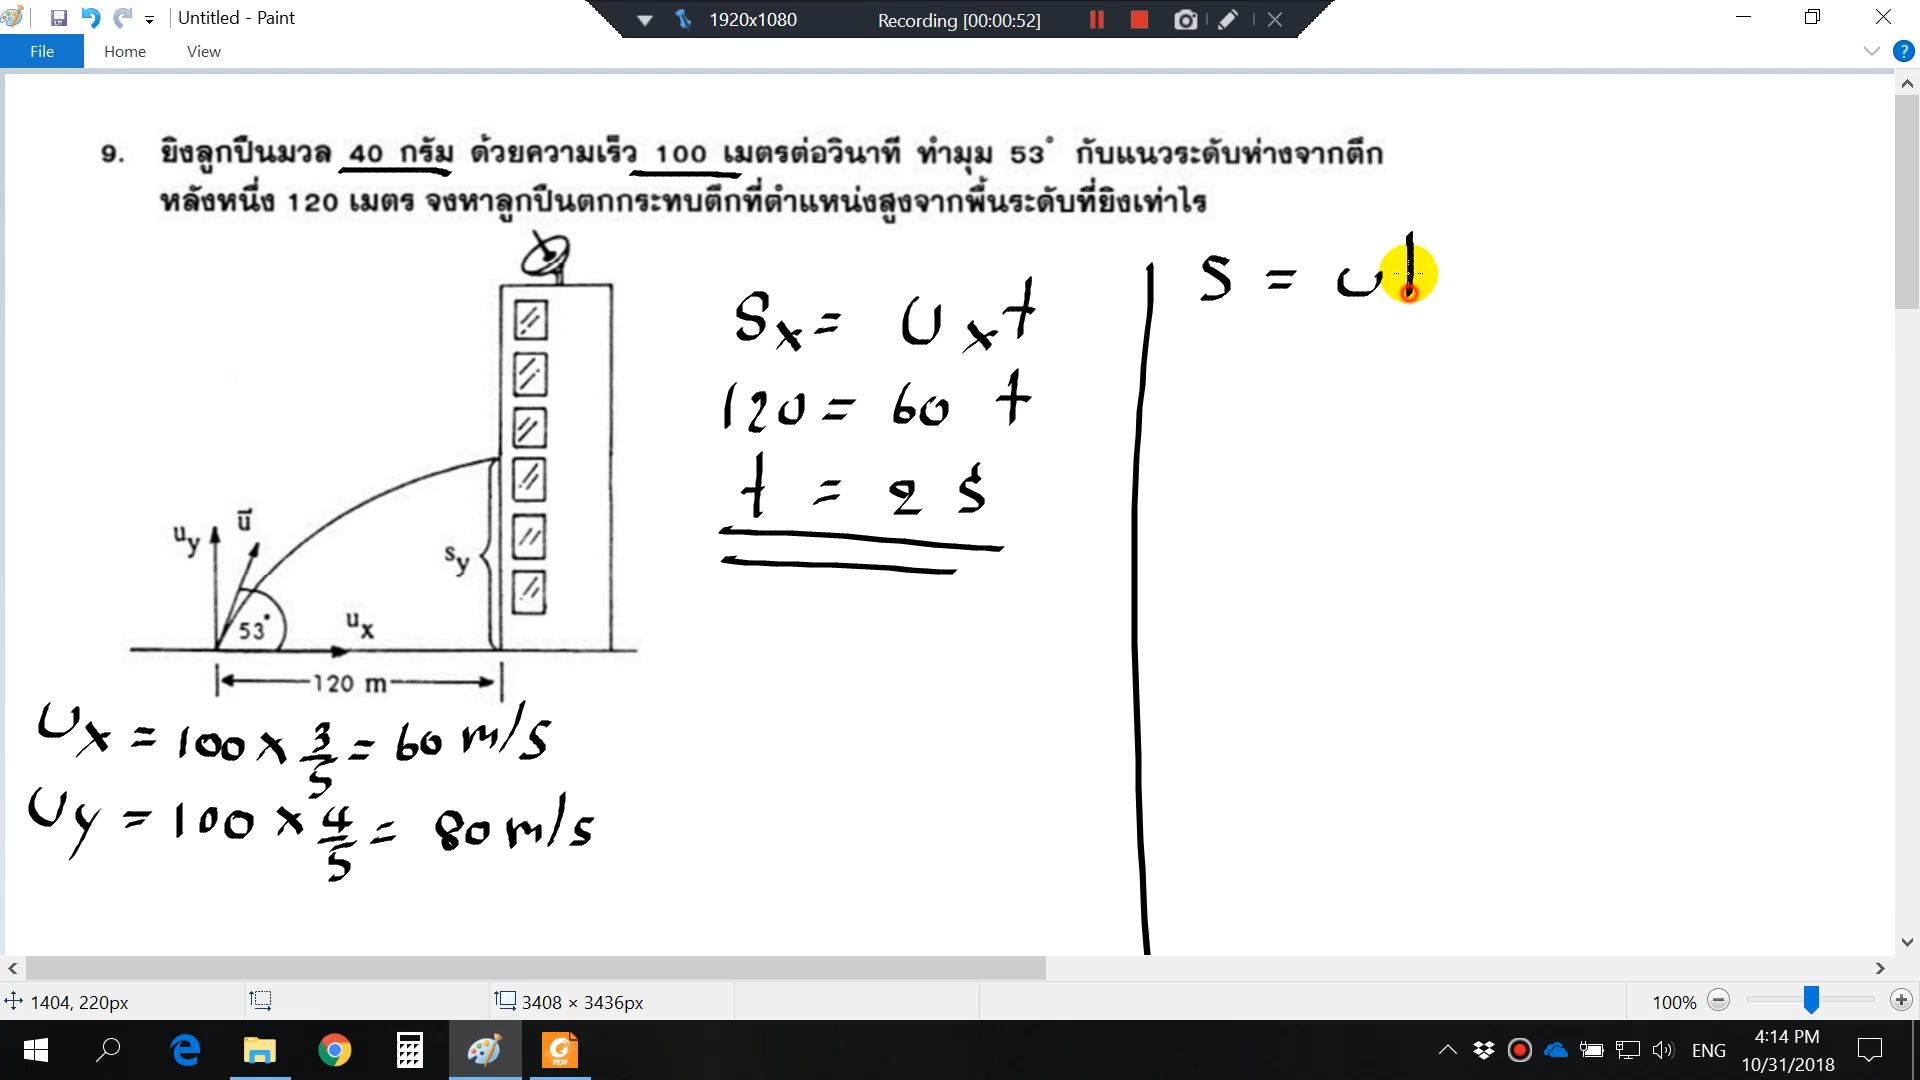 Untitled - Paint
1920x1080
Recording [00:00:52]
File
Home
View
9. ยิงลูกปืนมวล 40 กรัม ด้วยความเร็ว 100 เมตรต่อวินาที ทำมุม 53° กับแนวระดับห่างจากตึก
หลังหนึ่ง 120 เมตร จงหาลูกปืนตกกระทบตึกที่ตำแหน่งสูงจากพื้นระดับที่ยิงเท่าไร
Sx = Uxt
120 = 60 t
t = 2 s
S = u
uy
u
sy
53°
ux
120 m
Ux = 100 × 3/5 = 60 m/s
Uy = 100 × 4/5 = 80 m/s
1404, 220px
3408 × 3436px
100%
PDF
ENG
4:14 PM
10/31/2018